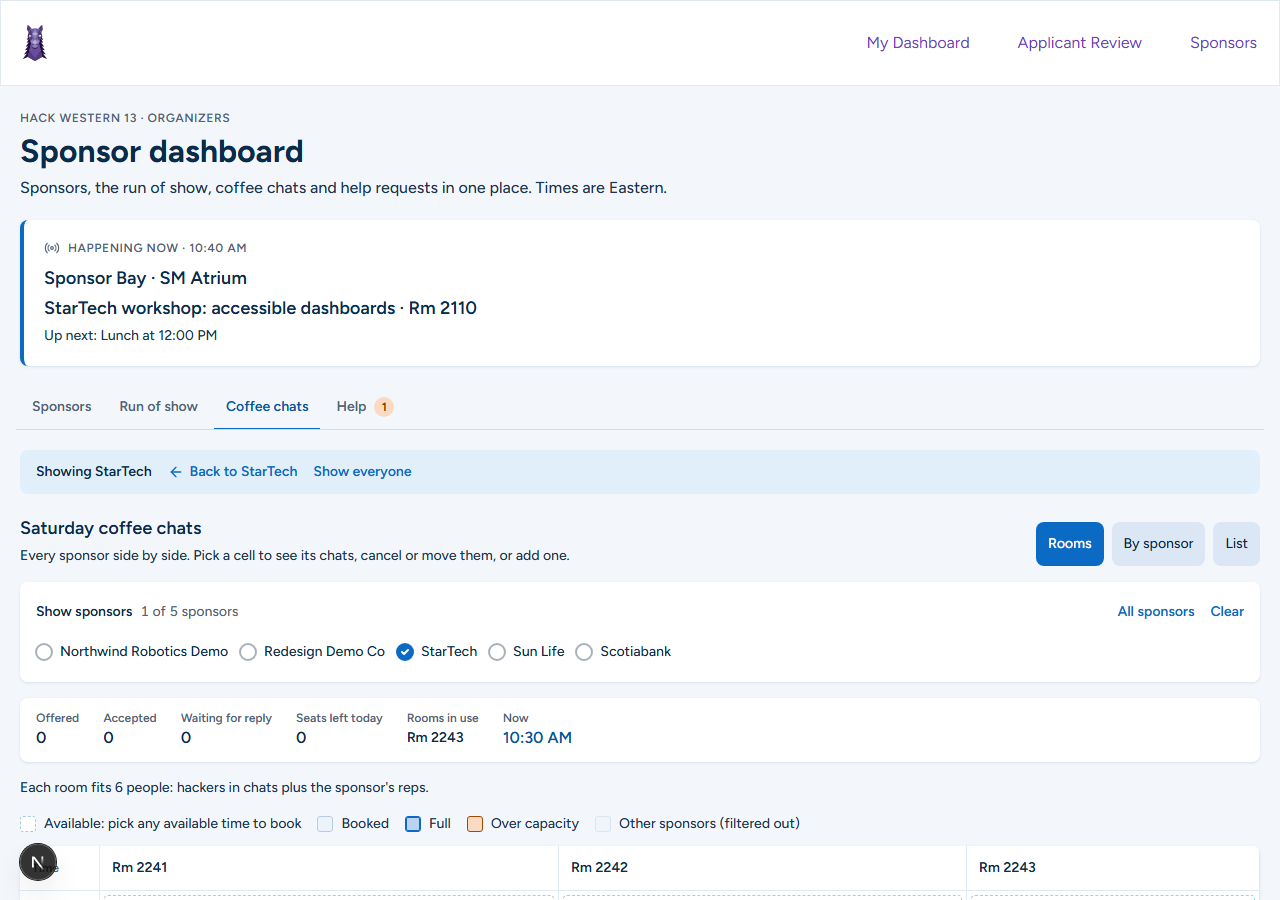 My Dashboard
Applicant Review
Sponsors
HACK WESTERN 13 · ORGANIZERS
Sponsor dashboard
Sponsors, the run of show, coffee chats and help requests in one place. Times are Eastern.
HAPPENING NOW · 10:40 AM
Sponsor Bay · SM Atrium
StarTech workshop: accessible dashboards · Rm 2110
Up next: Lunch at 12:00 PM
Sponsors
Run of show
Coffee chats
Help 1
Showing StarTech ← Back to StarTech Show everyone
Saturday coffee chats
Every sponsor side by side. Pick a cell to see its chats, cancel or move them, or add one.
Rooms
By sponsor
List
Show sponsors 1 of 5 sponsors
All sponsors
Clear
Northwind Robotics Demo
Redesign Demo Co
StarTech
Sun Life
Scotiabank
Offered
0
Accepted
0
Waiting for reply
0
Seats left today
0
Rooms in use
Rm 2243
Now
10:30 AM
Each room fits 6 people: hackers in chats plus the sponsor's reps.
Available: pick any available time to book
Booked
Full
Over capacity
Other sponsors (filtered out)
N
Rm 2241
Rm 2242
Rm 2243